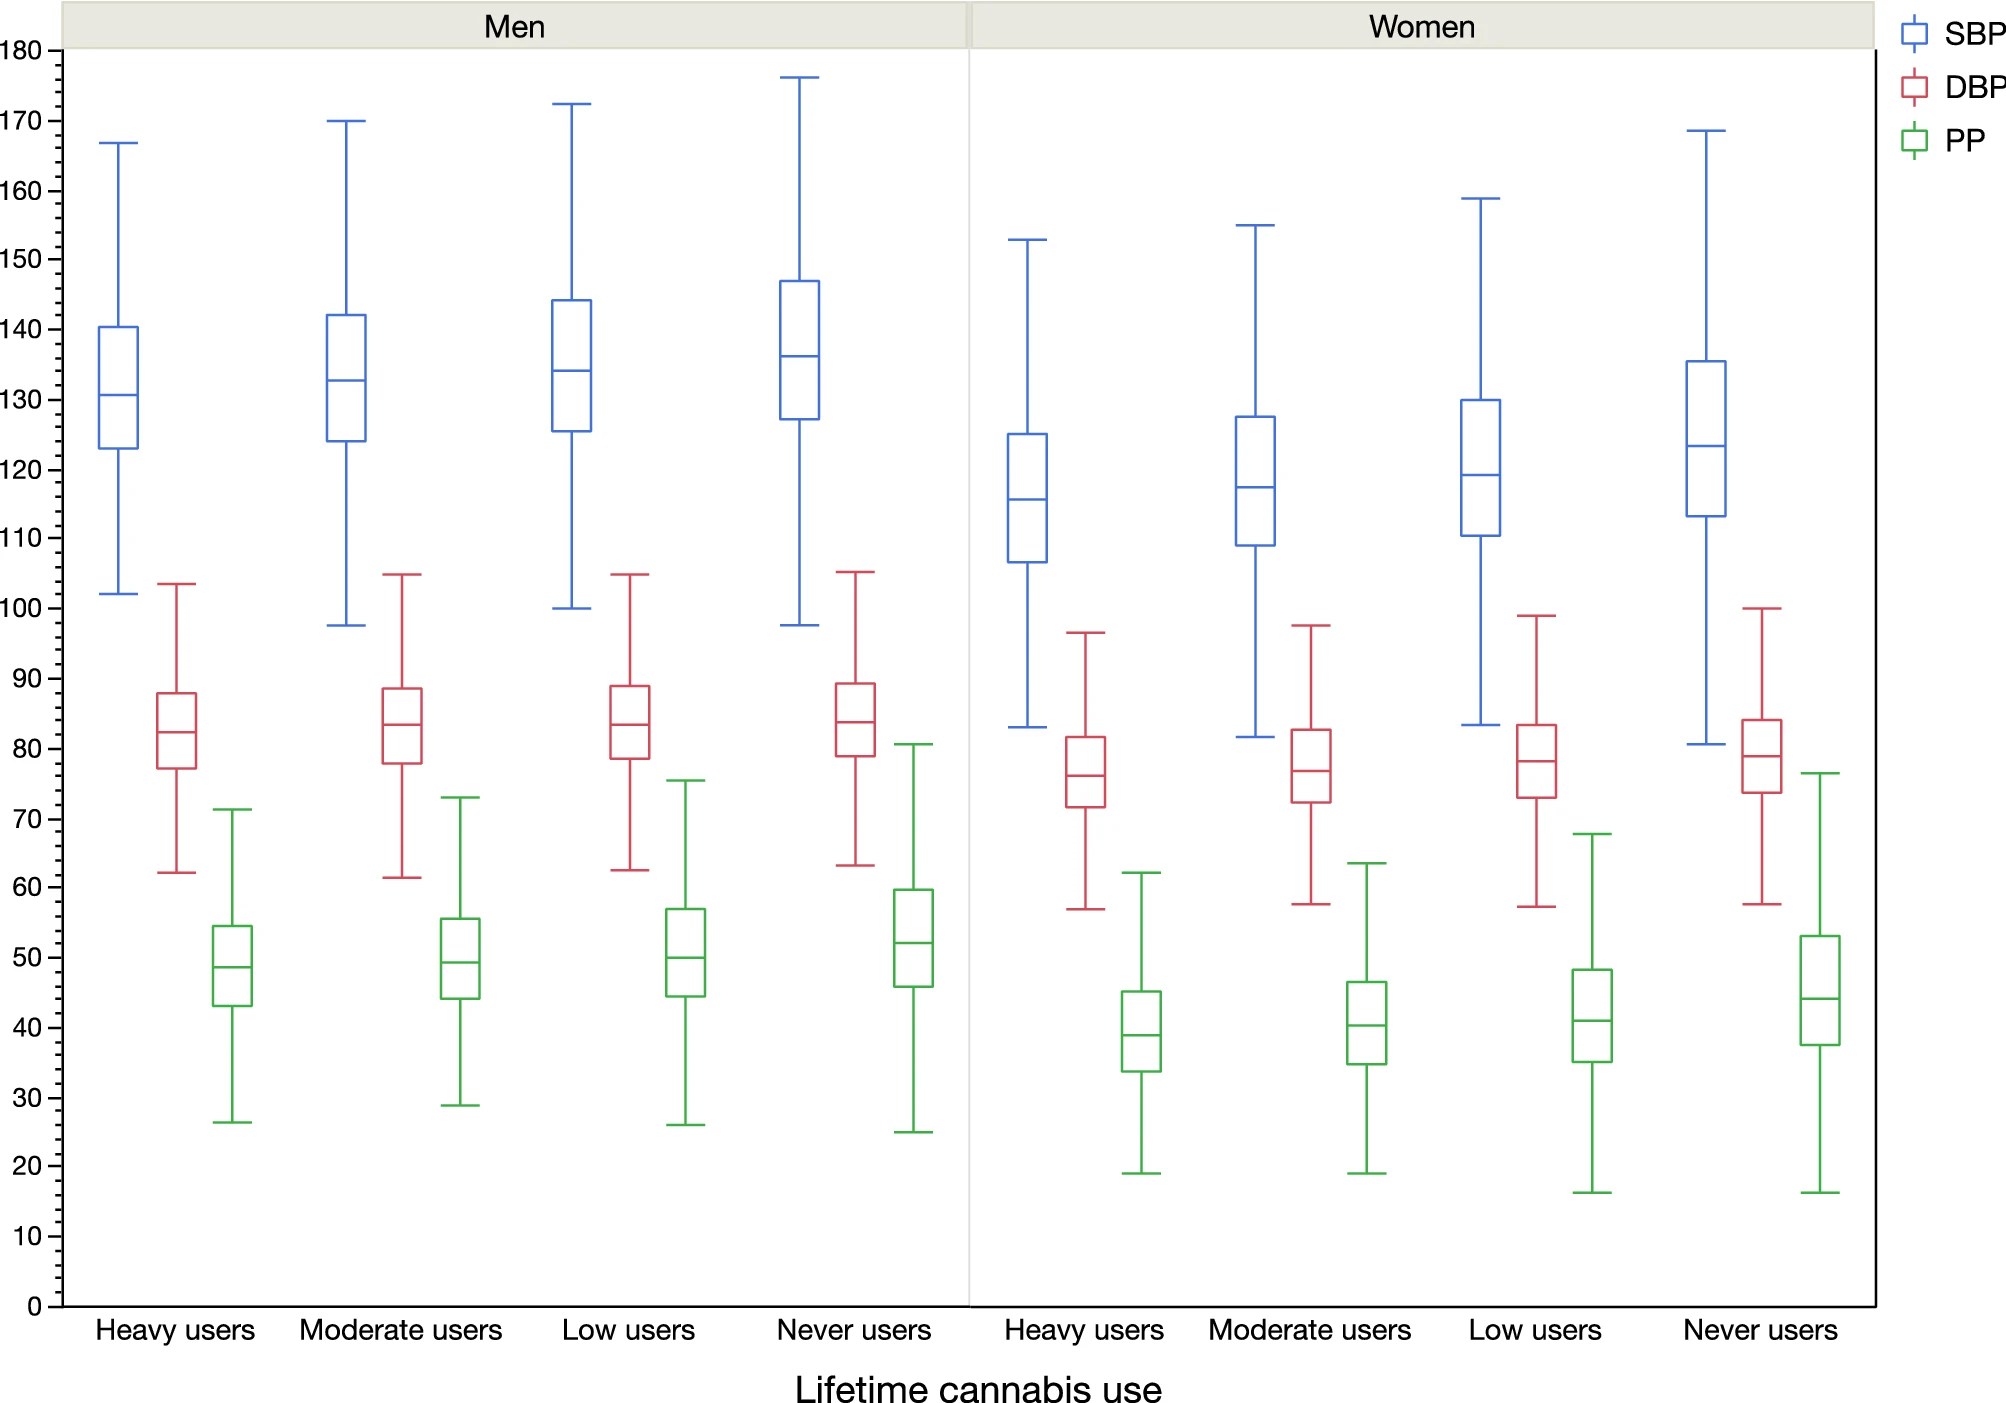 Men
Women
SBP
DBP
PP
180
170
160
150
140
130
120
110
100
90
80
70
60
50
40
30
20
10
0
Heavy users Moderate users Low users Never users Heavy users Moderate users Low users Never users
Lifetime cannabis use